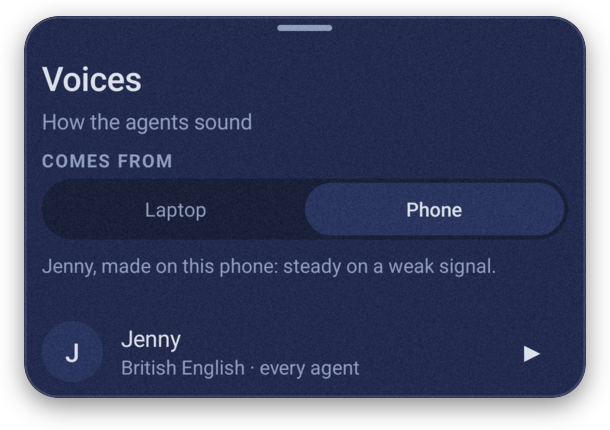 Voices
How the agents sound
COMES FROM
Laptop
Phone
Jenny, made on this phone: steady on a weak signal.
J
Jenny
British English · every agent